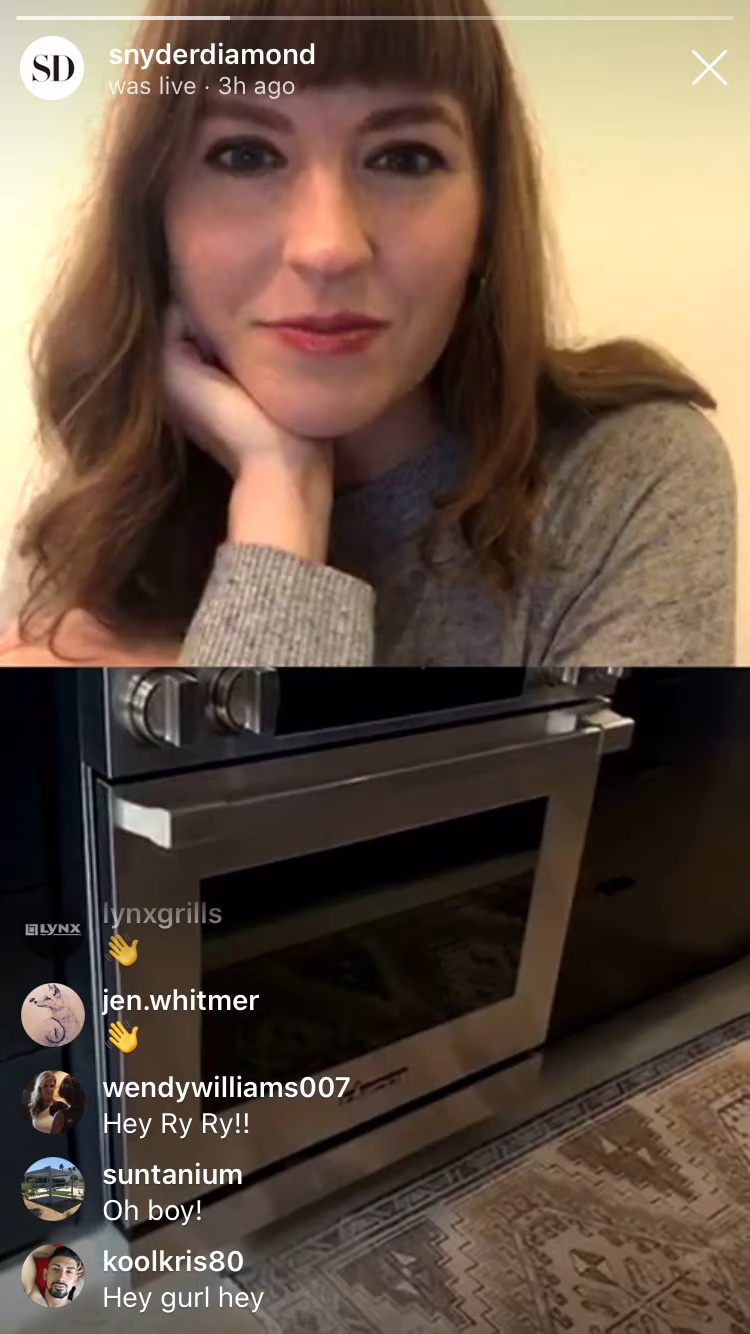 SD
snyderdiamond
was live · 3h ago
lynxgrills
LYNX
👋
jen.whitmer
👋
wendywilliams007
Hey Ry Ry!!
suntanium
Oh boy!
koolkris80
Hey gurl hey